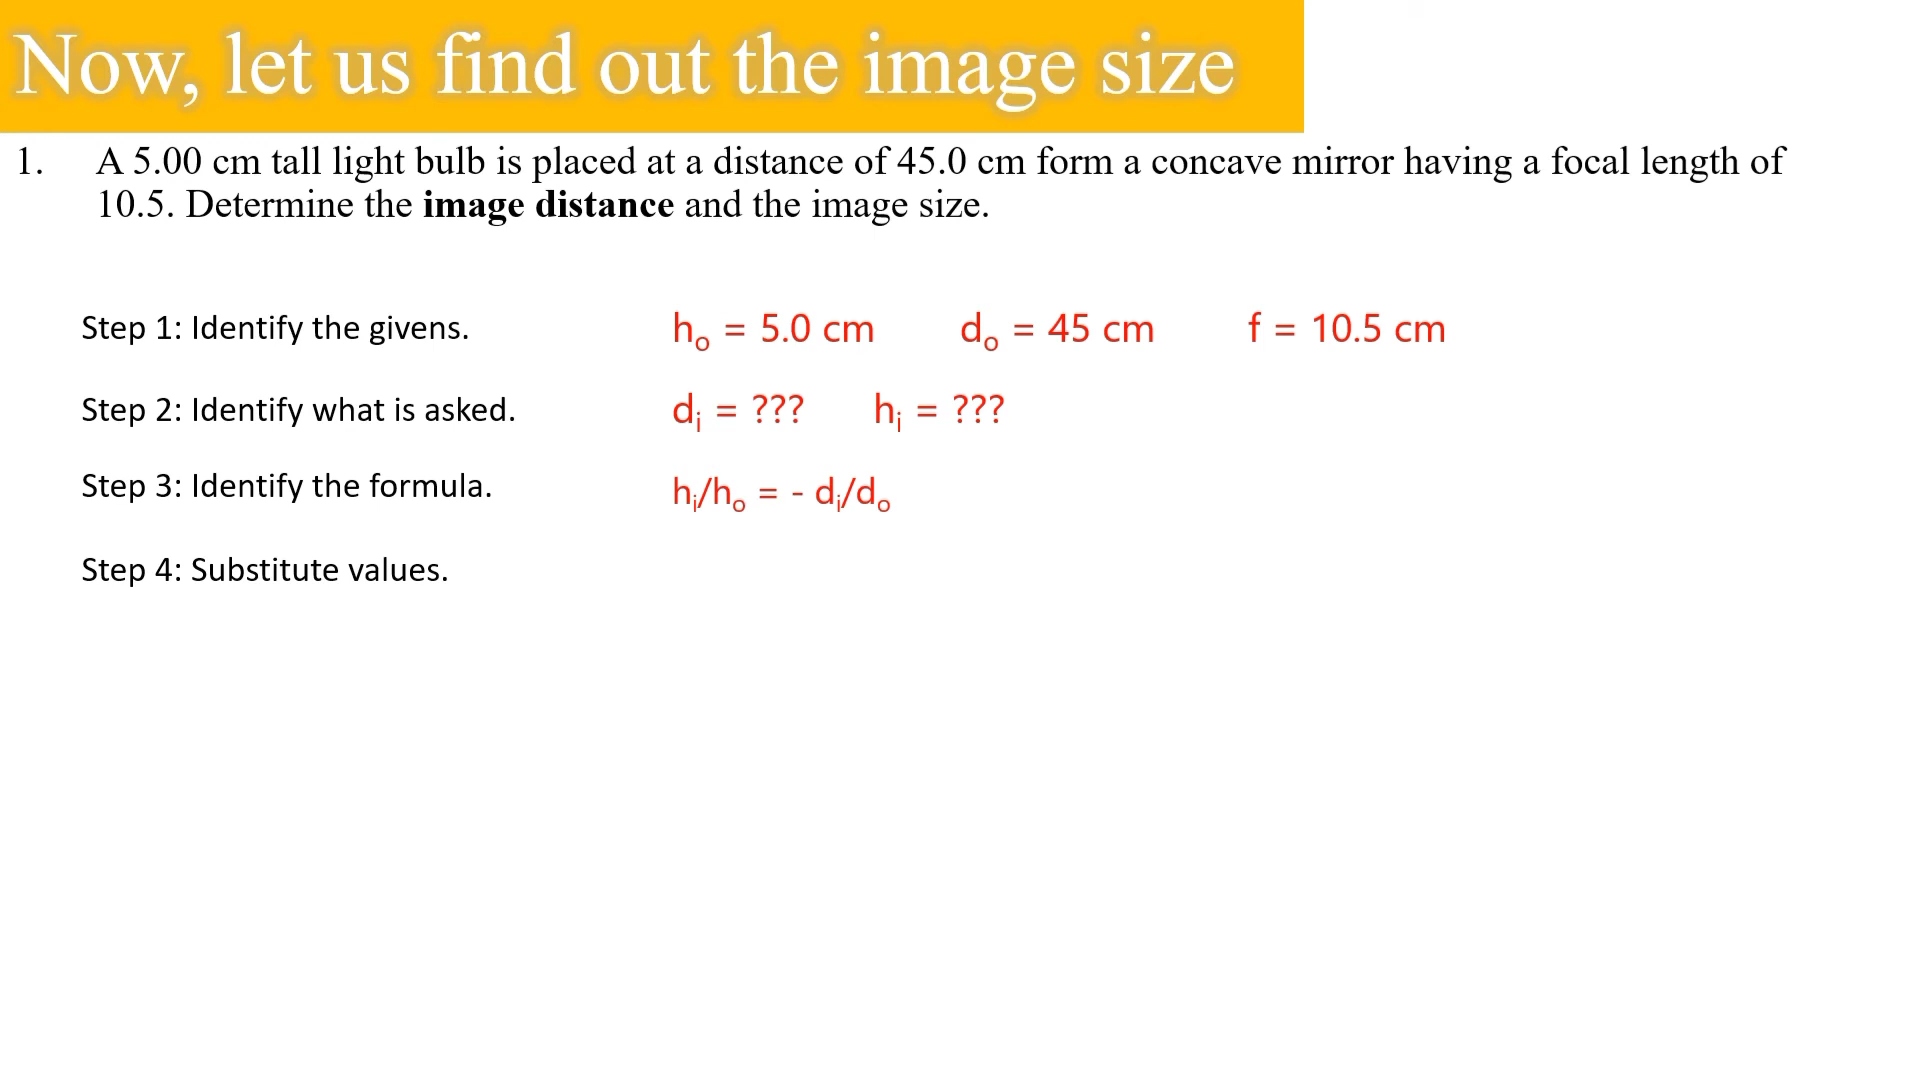 Now, let us find out the image size
1. A 5.00 cm tall light bulb is placed at a distance of 45.0 cm form a concave mirror having a focal length of
10.5. Determine the image distance and the image size.
Step 1: Identify the givens. hₒ = 5.0 cm dₒ = 45 cm f = 10.5 cm
Step 2: Identify what is asked. dᵢ = ??? hᵢ = ???
Step 3: Identify the formula. hᵢ/hₒ = - dᵢ/dₒ
Step 4: Substitute values.